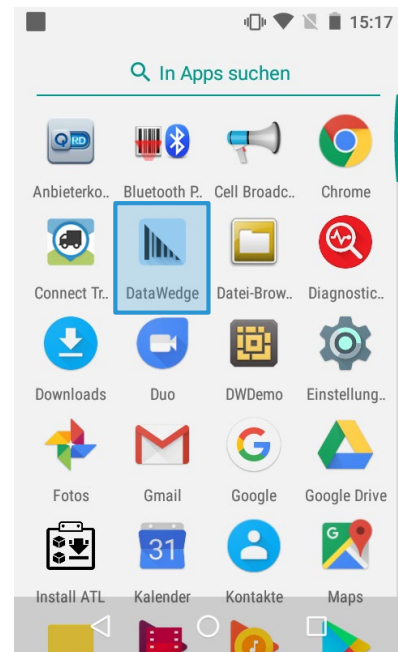 15:17
In Apps suchen
Anbieterko.. Bluetooth P.. Cell Broadc.. Chrome
Connect Tr.. DataWedge Datei-Brow.. Diagnostic..
Downloads Duo DWDemo Einstellung..
31
Fotos Gmail Google Google Drive
Install ATL Kalender Kontakte Maps